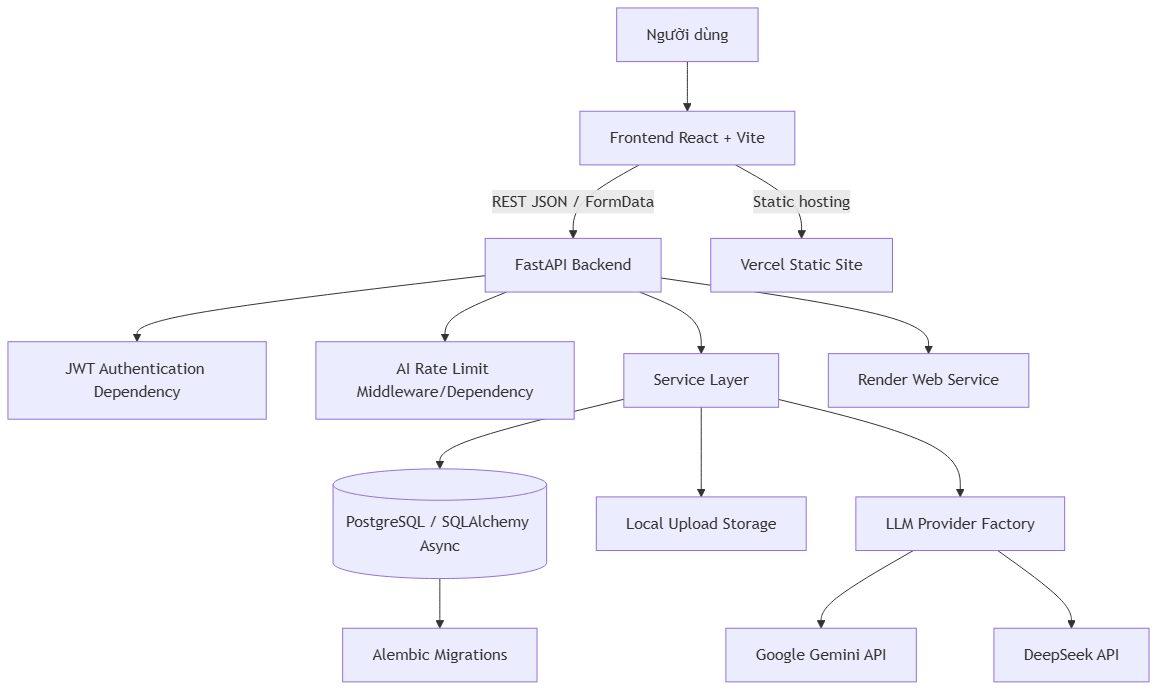 Người dùng
Frontend React + Vite
REST JSON / FormData
Static hosting
FastAPI Backend
Vercel Static Site
JWT Authentication
Dependency
AI Rate Limit
Middleware/Dependency
Service Layer
Render Web Service
PostgreSQL / SQLAlchemy
Async
Local Upload Storage
LLM Provider Factory
Alembic Migrations
Google Gemini API
DeepSeek API